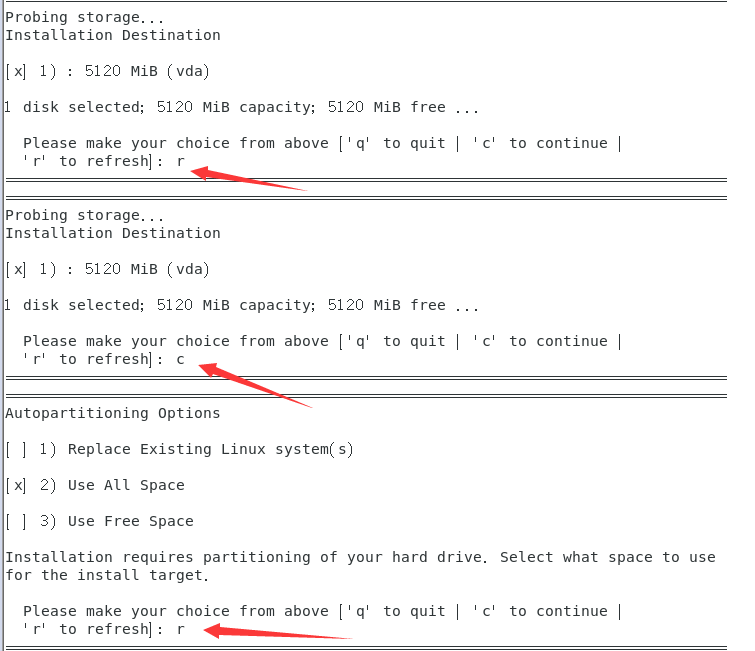 Probing storage...
Installation Destination
[x] 1) : 5120 MiB (vda)
1 disk selected; 5120 MiB capacity; 5120 MiB free ...
Please make your choice from above ['q' to quit | 'c' to continue |
'r' to refresh]: r
Probing storage...
Installation Destination
[x] 1) : 5120 MiB (vda)
1 disk selected; 5120 MiB capacity; 5120 MiB free ...
Please make your choice from above ['q' to quit | 'c' to continue |
'r' to refresh]: c
Autopartitioning Options
[ ] 1) Replace Existing Linux system(s)
[x] 2) Use All Space
[ ] 3) Use Free Space
Installation requires partitioning of your hard drive. Select what space to use
for the install target.
Please make your choice from above ['q' to quit | 'c' to continue |
'r' to refresh]: r